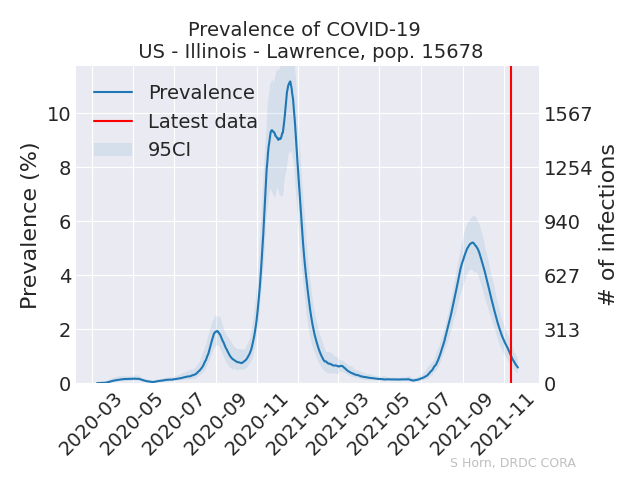 Prevalence of COVID-19
US - Illinois - Lawrence, pop. 15678
Prevalence
Latest data
95CI
Prevalence (%)
10
8
6
4
2
0
# of infections
1567
1254
940
627
313
0
2020-03
2020-05
2020-07
2020-09
2020-11
2021-01
2021-03
2021-05
2021-07
2021-09
2021-11
S Horn, DRDC CORA